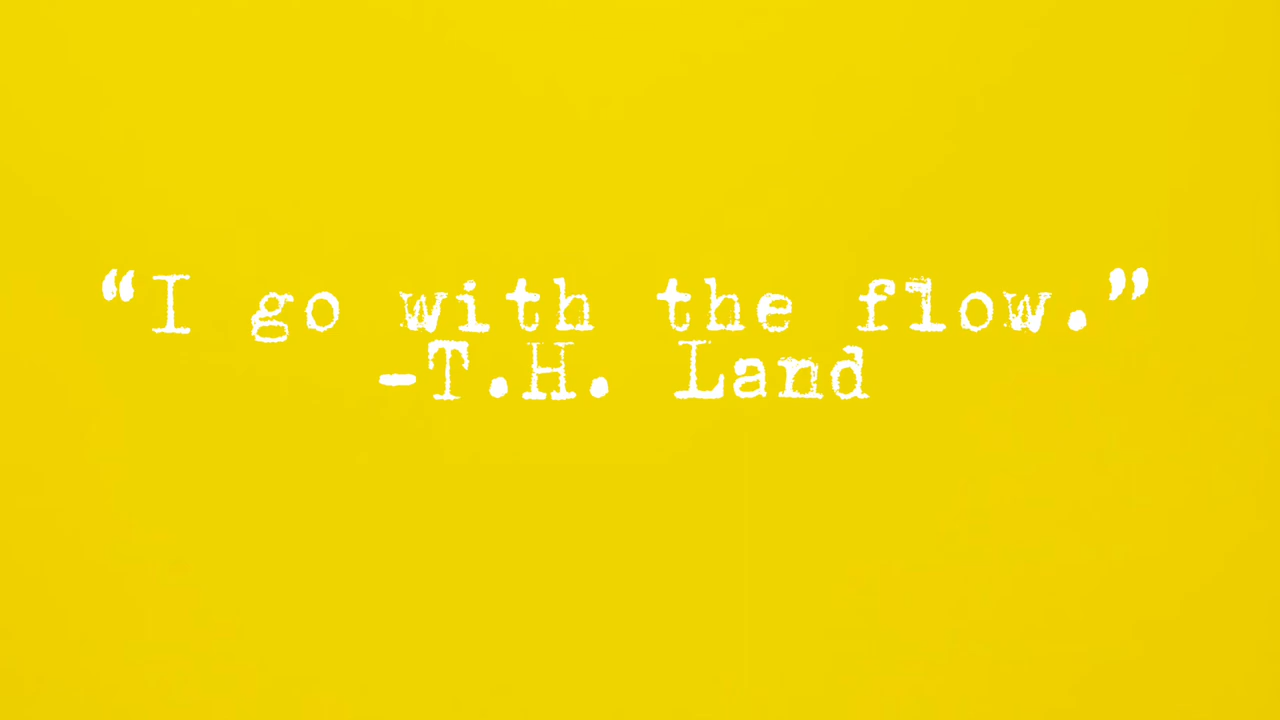 “I go with the flow.”
-T.H. Land